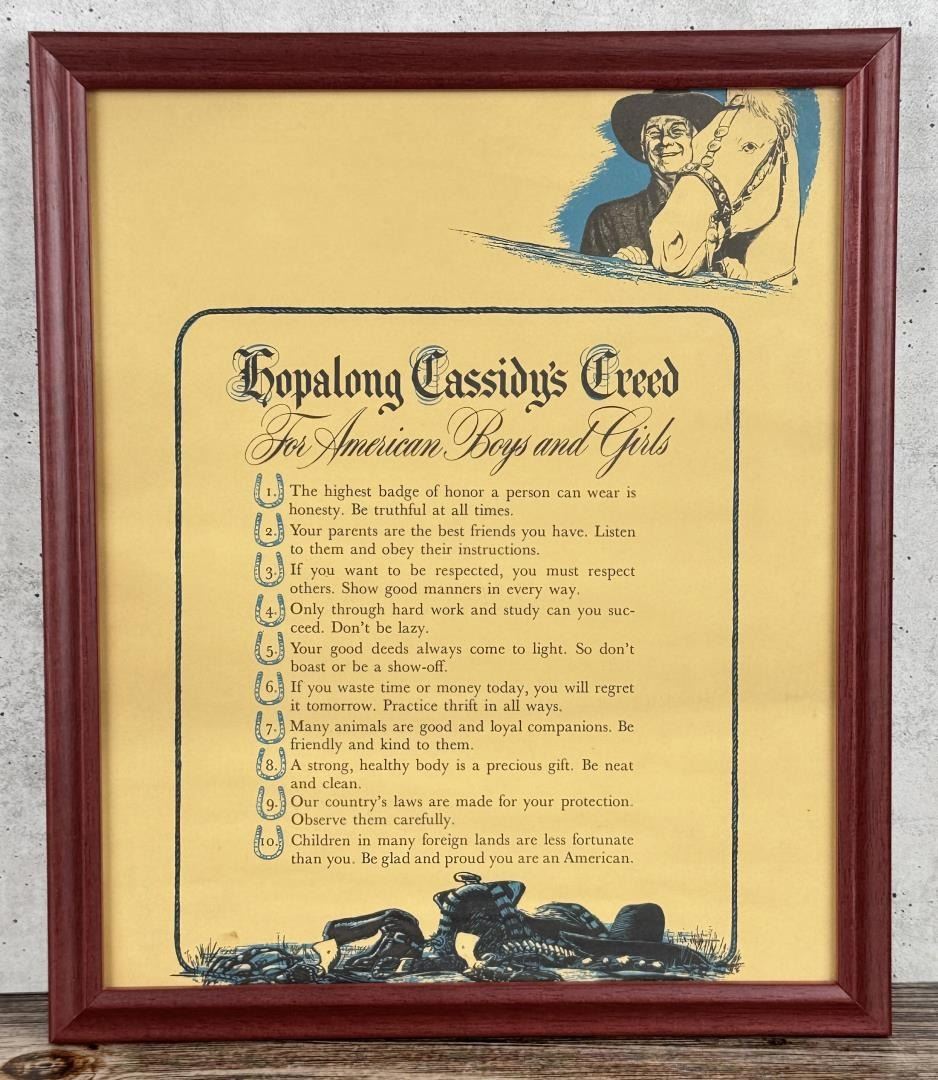 Hopalong Cassidy's Creed
For American Boys and Girls
1. The highest badge of honor a person can wear is
honesty. Be truthful at all times.
2. Your parents are the best friends you have. Listen
to them and obey their instructions.
3. If you want to be respected, you must respect
others. Show good manners in every way.
4. Only through hard work and study can you suc-
ceed. Don't be lazy.
5. Your good deeds always come to light. So don't
boast or be a show-off.
6. If you waste time or money today, you will regret
it tomorrow. Practice thrift in all ways.
7. Many animals are good and loyal companions. Be
friendly and kind to them.
8. A strong, healthy body is a precious gift. Be neat
and clean.
9. Our country's laws are made for your protection.
Observe them carefully.
10. Children in many foreign lands are less fortunate
than you. Be glad and proud you are an American.